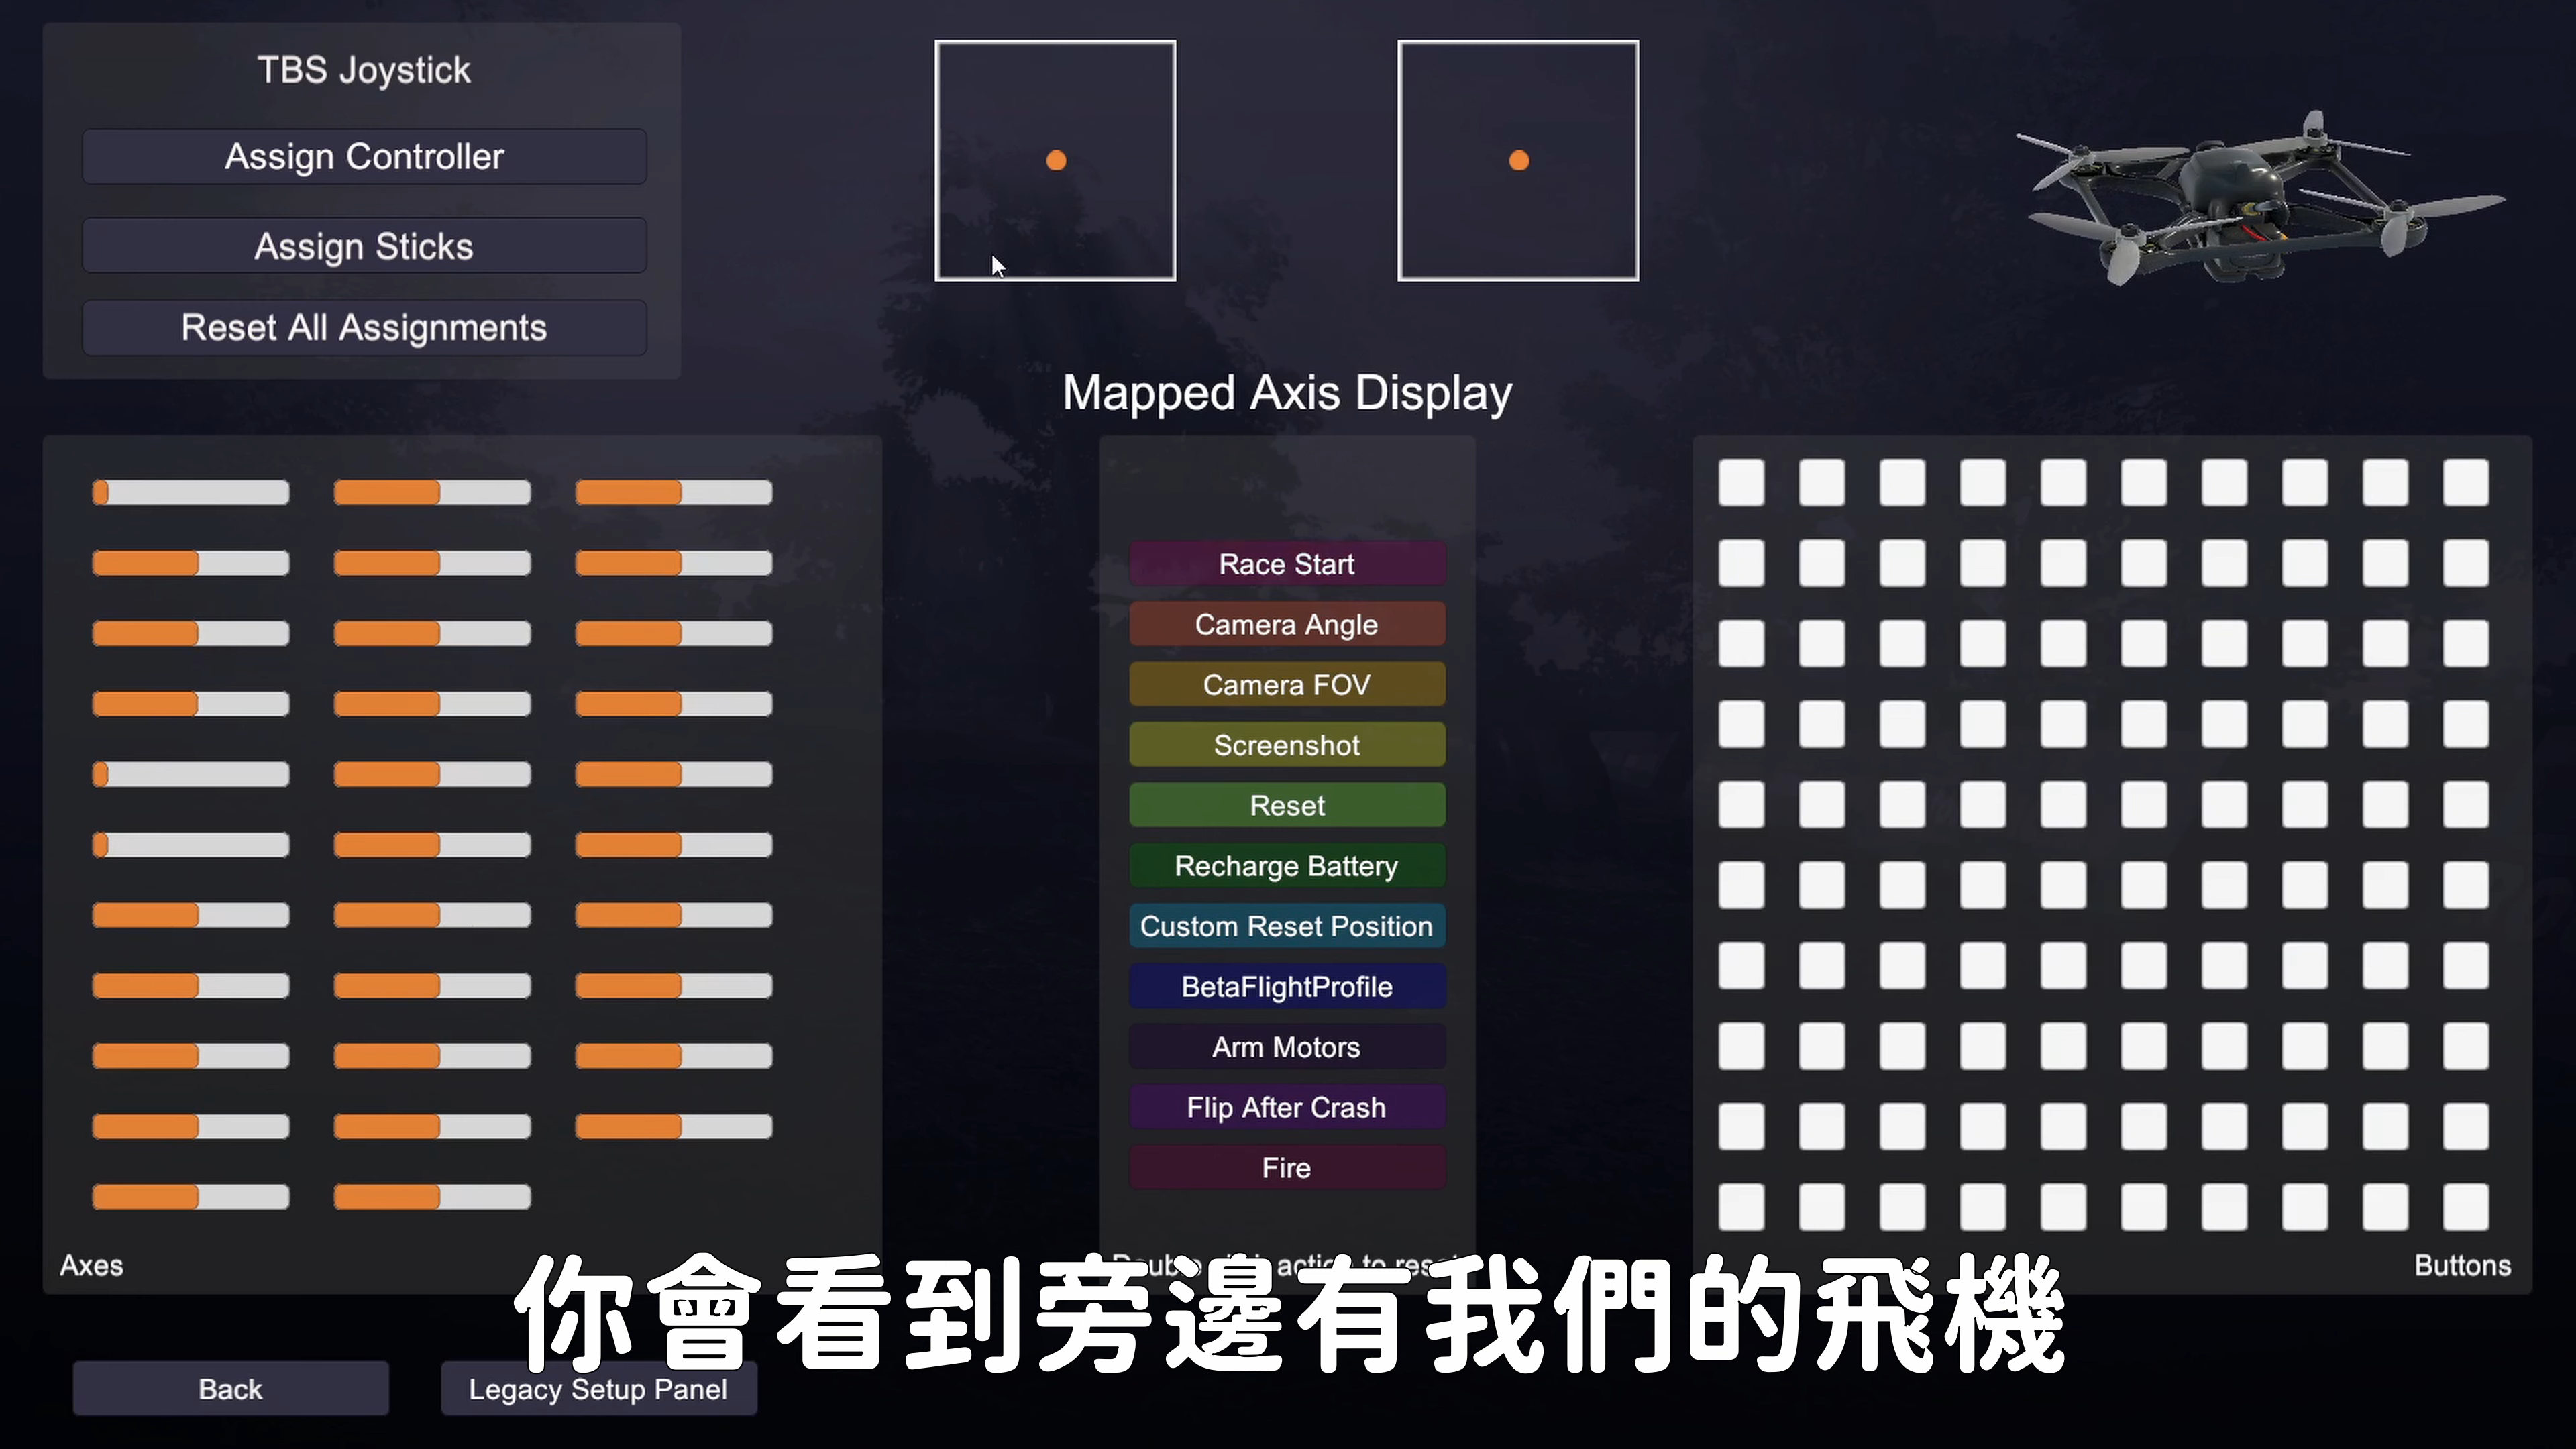 TBS Joystick
Assign Controller
Assign Sticks
Reset All Assignments
Mapped Axis Display
Race Start
Camera Angle
Camera FOV
Screenshot
Reset
Recharge Battery
Custom Reset Position
BetaFlightProfile
Arm Motors
Flip After Crash
Fire
Axes
to
Buttons
你會看到旁邊有我們的飛機
Back
Legacy Setup Panel